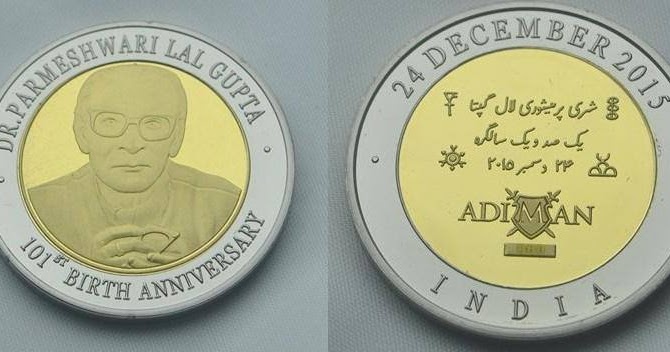 DR. PARMESHWARI LAL GUPTA
101ST BIRTH ANNIVERSARY
24 DECEMBER 2015
شری پرمیشوری لال گپتا
یک صد و یک سالگرہ
۲۴ دسمبر ۲۰۱۵
ADIMSAN
INDIA